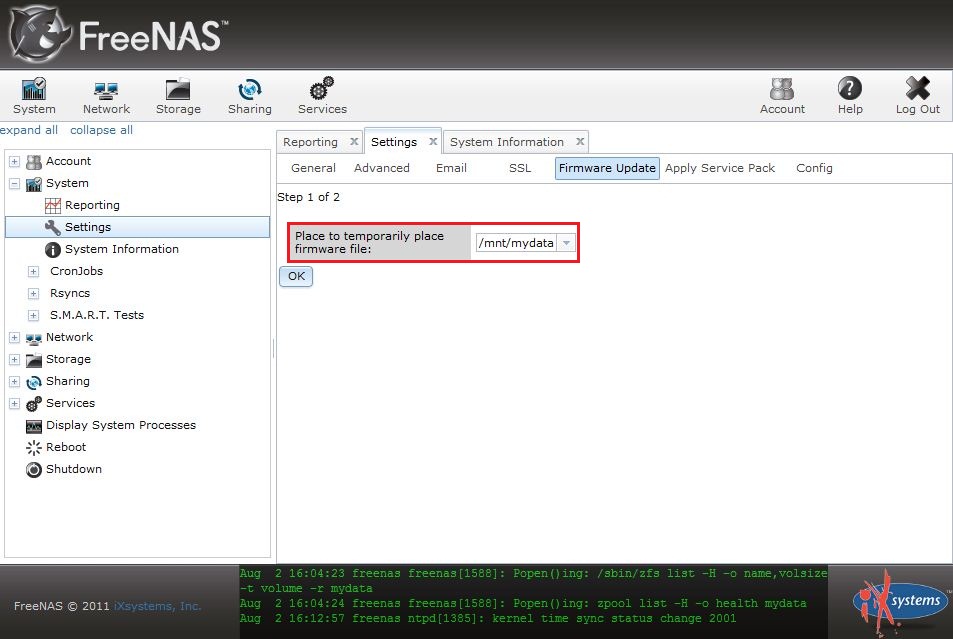 FreeNAS™
System Network Storage Sharing Services Account Help Log Out
expand all collapse all
Account
System
Reporting
Settings
System Information
CronJobs
Rsyncs
S.M.A.R.T. Tests
Network
Storage
Sharing
Services
Display System Processes
Reboot
Shutdown
Reporting Settings System Information
General Advanced Email SSL Firmware Update Apply Service Pack Config
Step 1 of 2
Place to temporarily place
firmware file:
/mnt/mydata
OK
FreeNAS © 2011 iXsystems, Inc.
Aug  2 16:04:23 freenas freenas[1588]: Popen()ing: /sbin/zfs list -H -o name,volsize
-t volume -r mydata
Aug  2 16:04:24 freenas freenas[1588]: Popen()ing: zpool list -H -o health mydata
Aug  2 16:12:57 freenas ntpd[1385]: kernel time sync status change 2001
iXsystems™